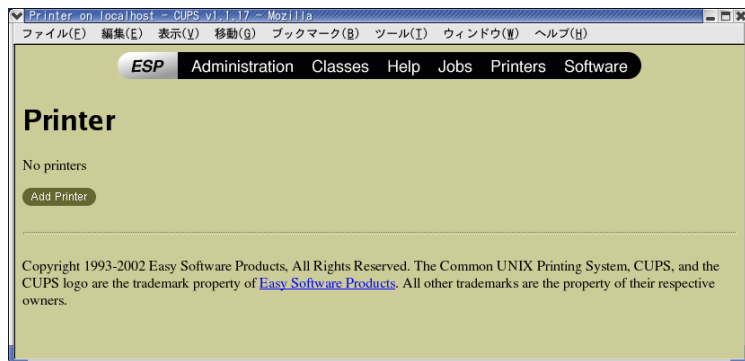 Printer on localhost - CUPS v1.1.17 - Mozilla
ファイル(F) 編集(E) 表示(V) 移動(G) ブックマーク(B) ツール(T) ウィンドウ(W) ヘルプ(H)
ESP Administration Classes Help Jobs Printers Software
Printer
No printers
Add Printer
Copyright 1993-2002 Easy Software Products, All Rights Reserved. The Common UNIX Printing System, CUPS, and the
CUPS logo are the trademark property of Easy Software Products. All other trademarks are the property of their respective
owners.